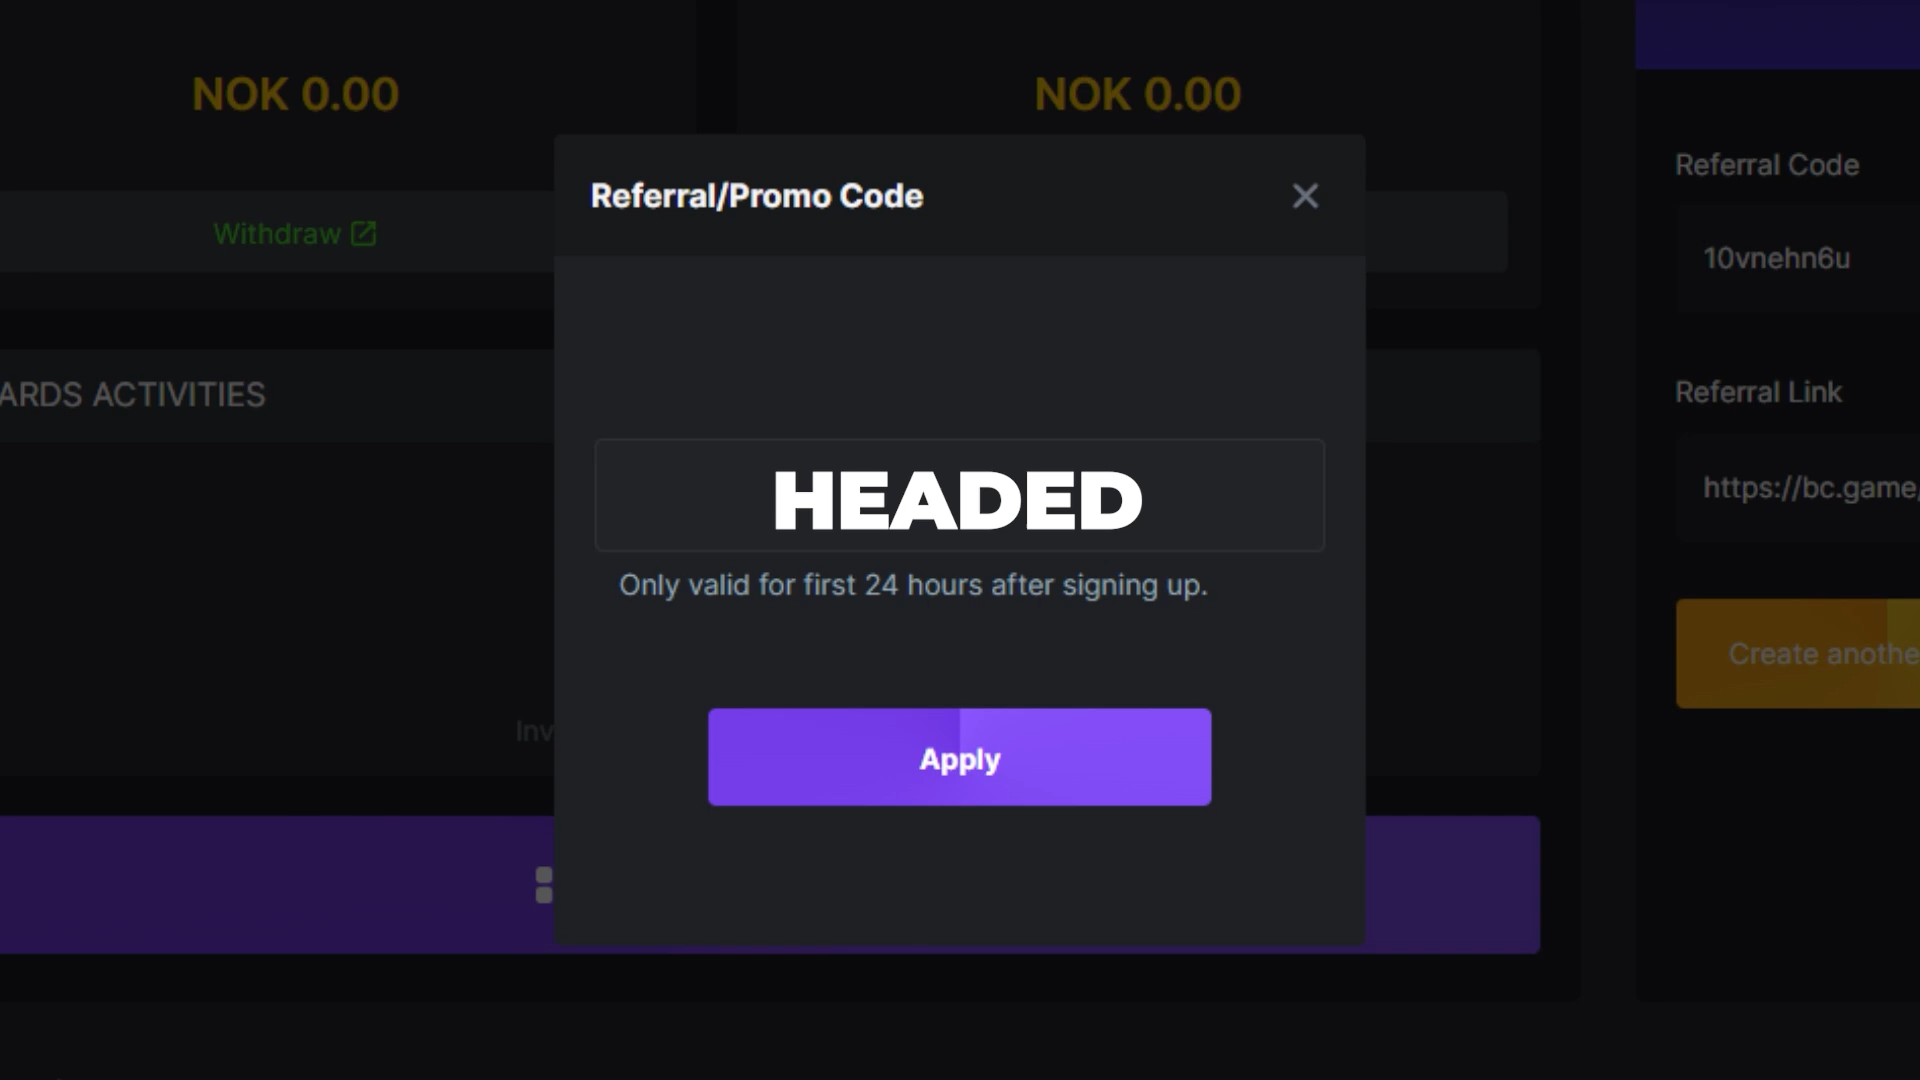 NOK 0.00
NOK 0.00
Referral/Promo Code
Withdraw
Referral Code
10vnehn6u
ARDS ACTIVITIES
Referral Link
HEADED
https://bc.game/
Only valid for first 24 hours after signing up.
Create anothe
Inv
Apply